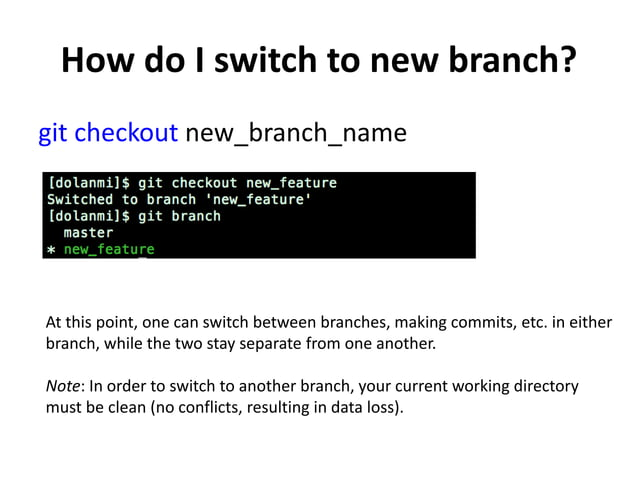 How do I switch to new branch?
git checkout new_branch_name
[dolanmi]$ git checkout new_feature
Switched to branch 'new_feature'
[dolanmi]$ git branch
  master
* new_feature
At this point, one can switch between branches, making commits, etc. in either
branch, while the two stay separate from one another.
Note: In order to switch to another branch, your current working directory
must be clean (no conflicts, resulting in data loss).